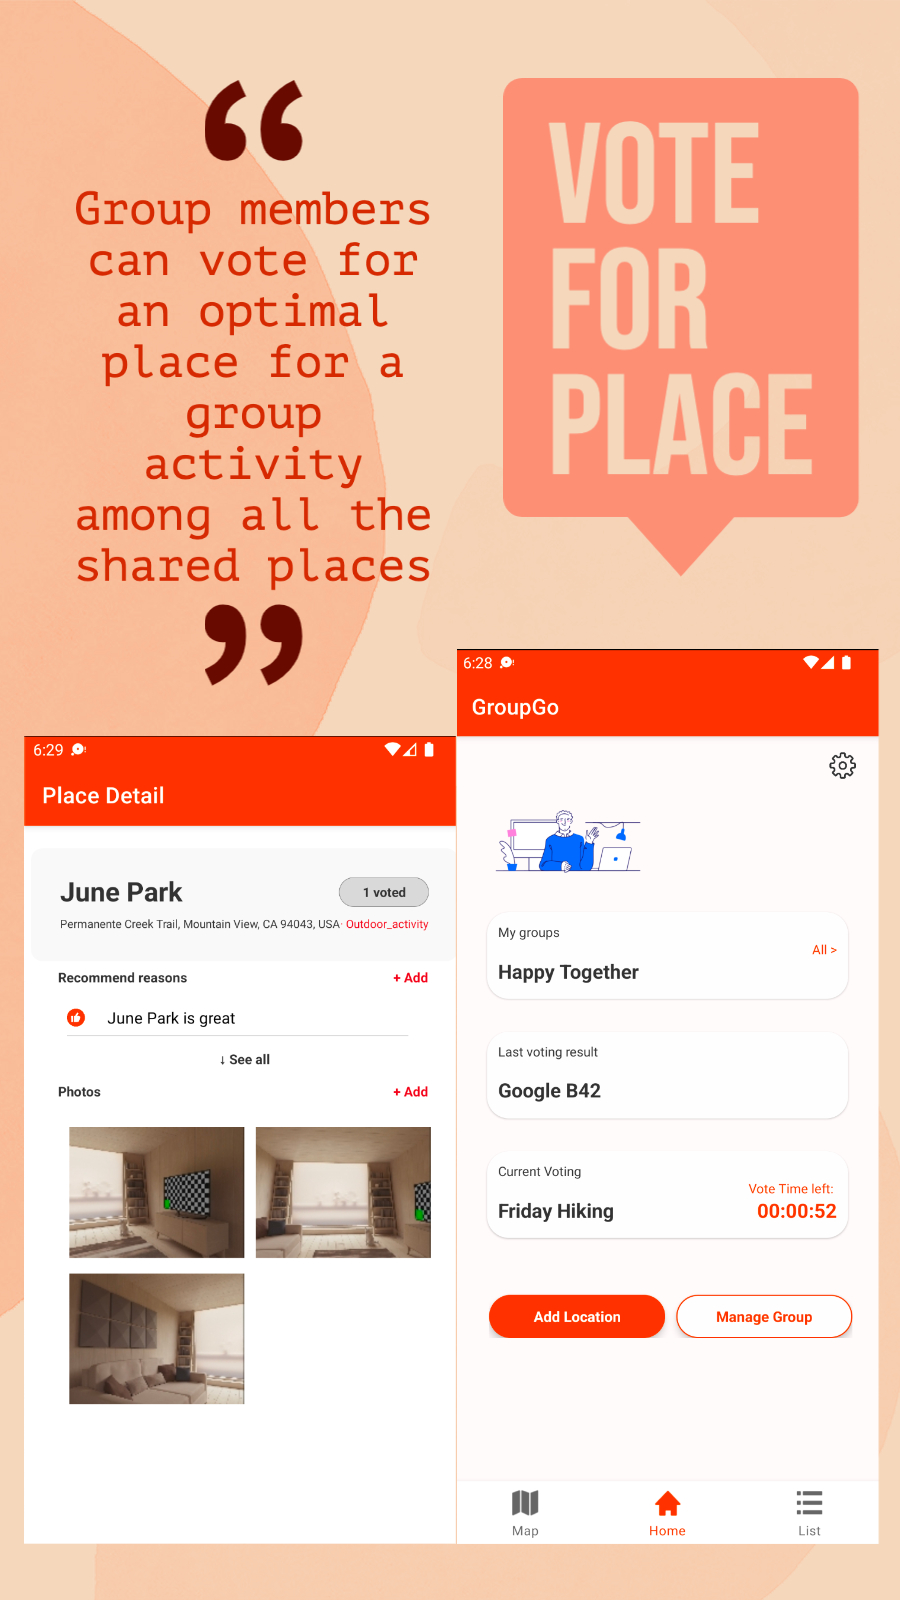 “
Group members
can vote for
an optimal
place for a
group
activity
among all the
shared places
”
VOTE
FOR
PLACE
6:29
Place Detail
June Park
1 voted
Permanente Creek Trail, Mountain View, CA 94043, USA· Outdoor_activity
Recommend reasons
+ Add
June Park is great
↓ See all
Photos
+ Add
6:28
GroupGo
My groups
All >
Happy Together
Last voting result
Google B42
Current Voting
Vote Time left:
Friday Hiking
00:00:52
Add Location
Manage Group
Map
Home
List